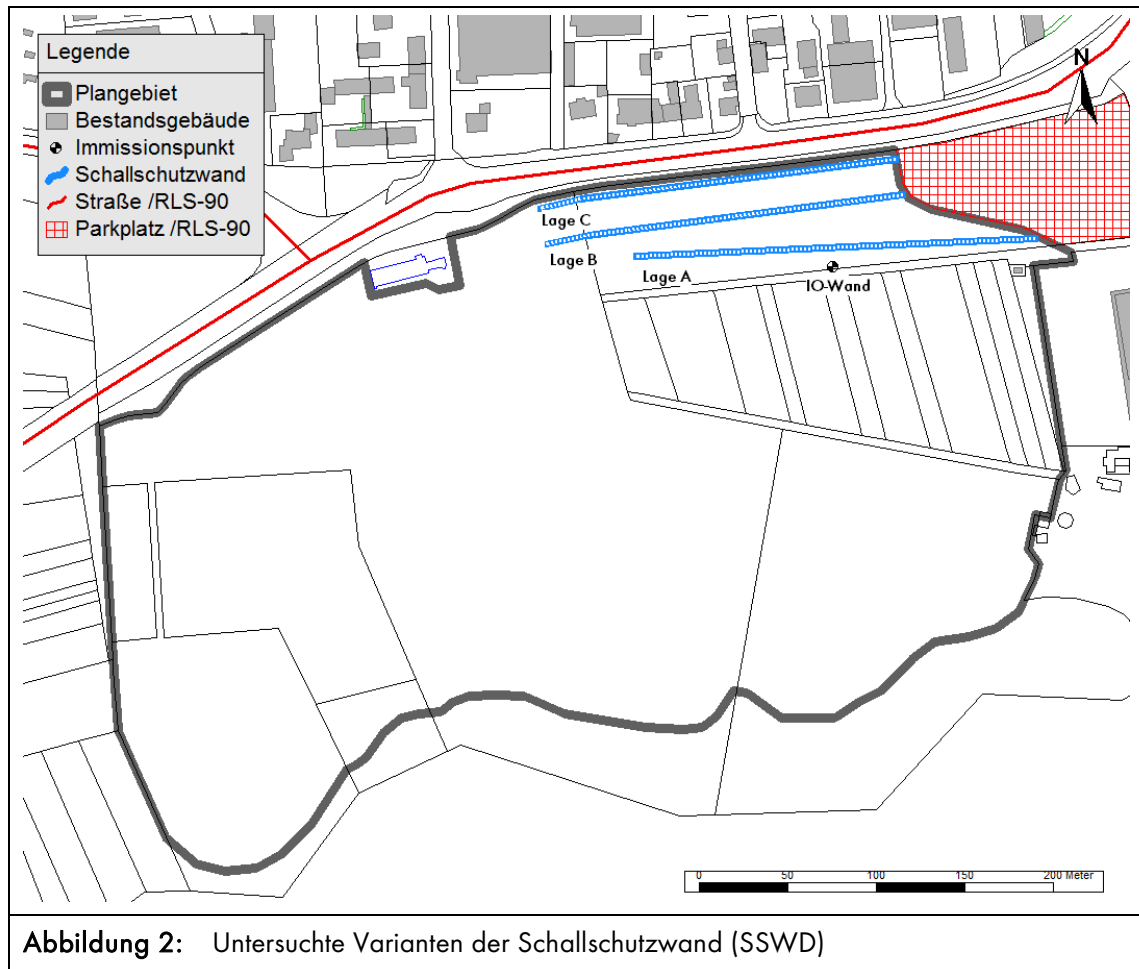 Legende
Plangebiet
Bestandsgebäude
Immissionspunkt
Schallschutzwand
Straße /RLS-90
Parkplatz /RLS-90
N
Lage C
Lage B
Lage A
IO-Wand
0 50 100 150 200 Meter
Abbildung 2: Untersuchte Varianten der Schallschutzwand (SSWD)